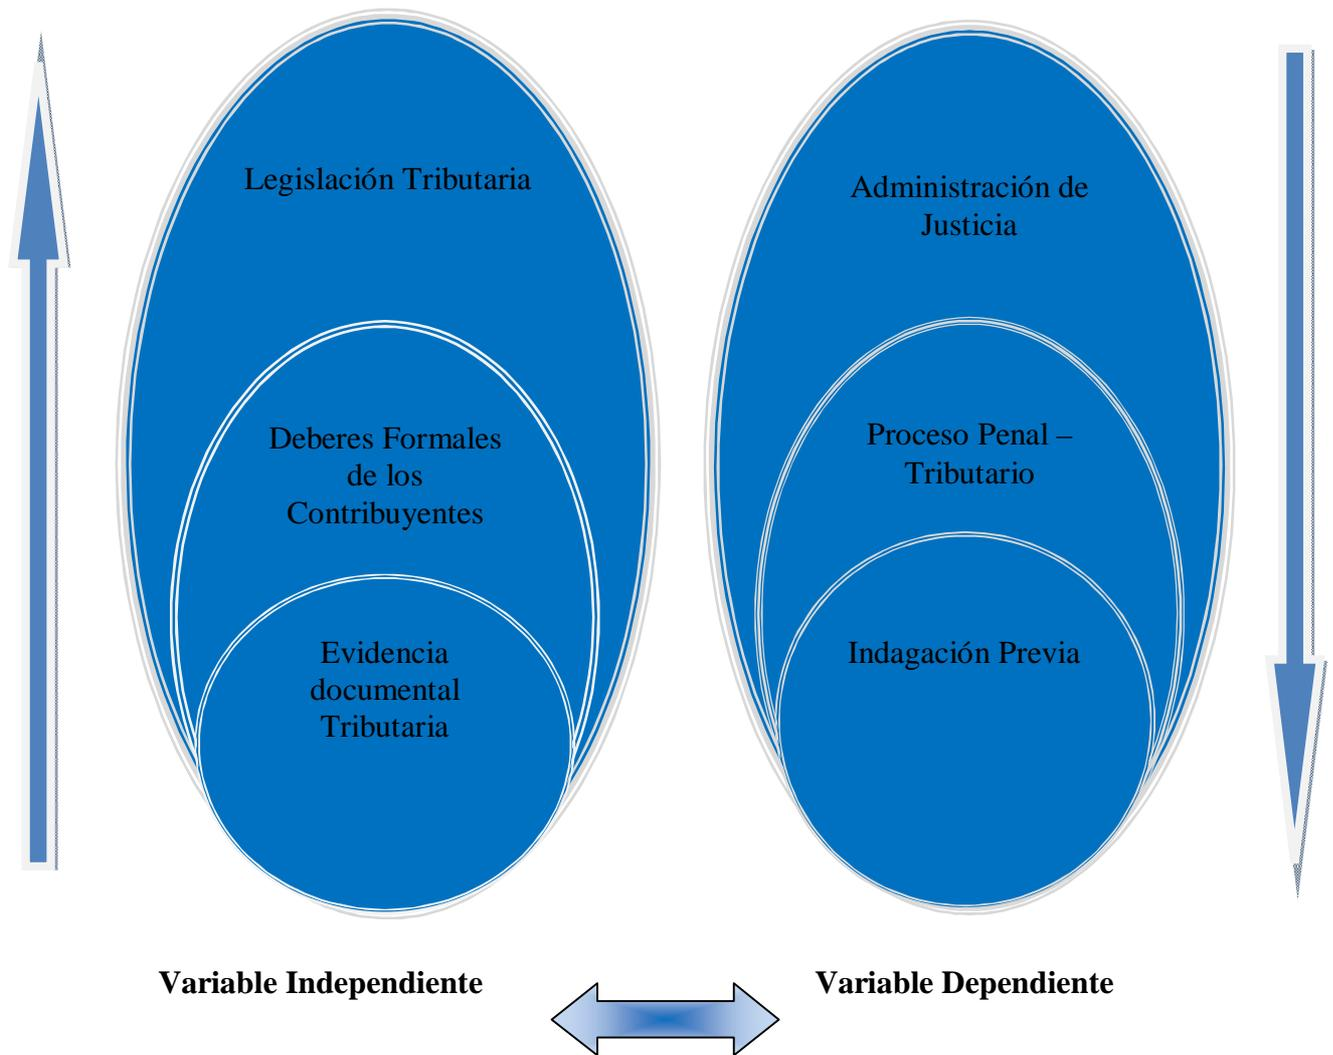 Legislación Tributaria
Deberes Formales
de los
Contribuyentes
Evidencia
documental
Tributaria
Administración de
Justicia
Proceso Penal –
Tributario
Indagación Previa
Variable Independiente
Variable Dependiente